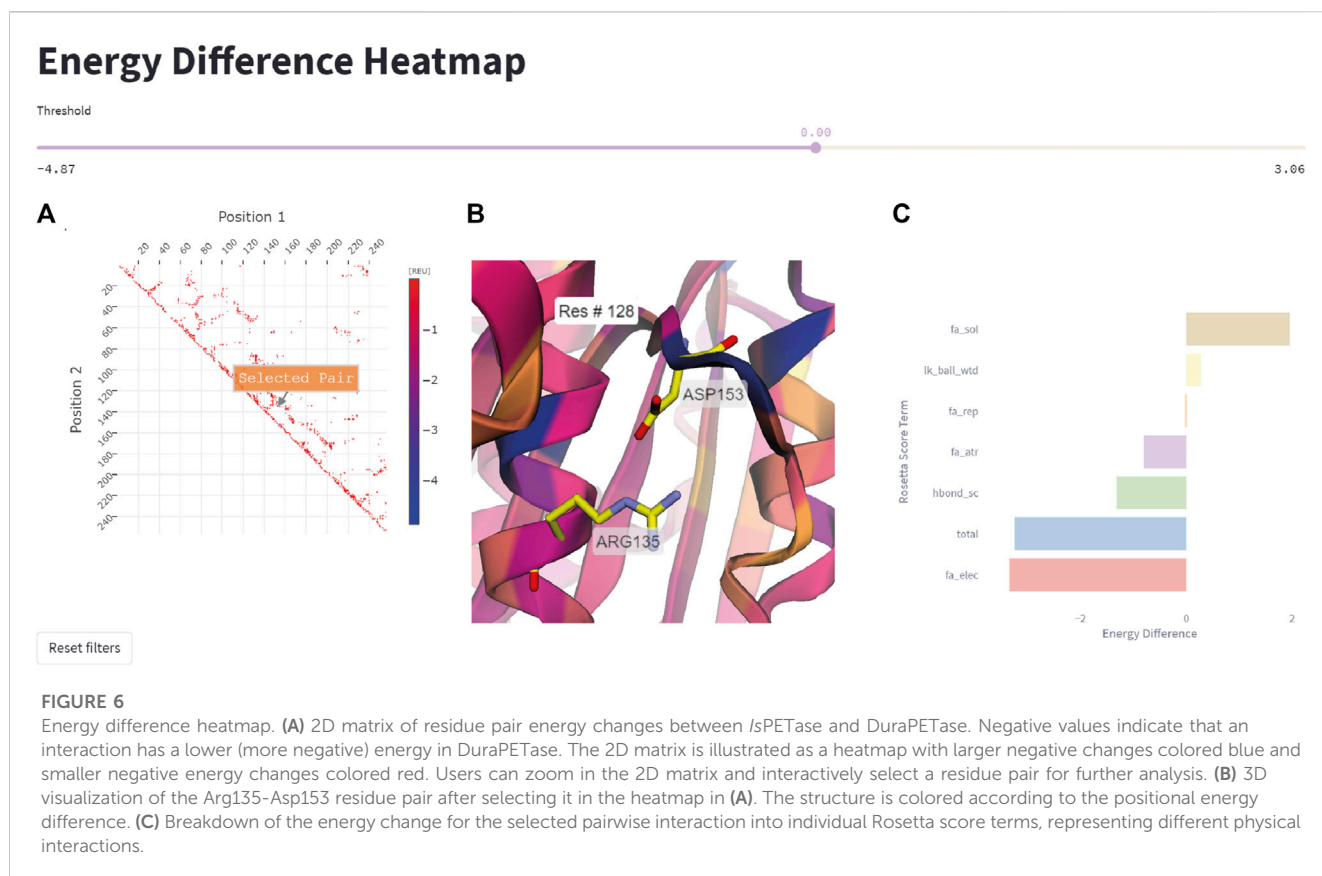 Energy Difference Heatmap
Threshold
0.00
-4.87
3.06
A
Position 1
20 40 60 80 100 120 140 160 180 200 220 240
Position 2
20
40
60
80
100
120
140
160
180
200
220
240
Selected Pair
[REU]
−1
−2
−3
−4
B
Res # 128
ASP153
ARG135
C
Rosetta Score Term
fa_sol
lk_ball_wtd
fa_rep
fa_atr
hbond_sc
total
fa_elec
−2 0 2
Energy Difference
Reset filters
FIGURE 6
Energy difference heatmap. (A) 2D matrix of residue pair energy changes between IsPETase and DuraPETase. Negative values indicate that an
interaction has a lower (more negative) energy in DuraPETase. The 2D matrix is illustrated as a heatmap with larger negative changes colored blue and
smaller negative energy changes colored red. Users can zoom in the 2D matrix and interactively select a residue pair for further analysis. (B) 3D
visualization of the Arg135-Asp153 residue pair after selecting it in the heatmap in (A). The structure is colored according to the positional energy
difference. (C) Breakdown of the energy change for the selected pairwise interaction into individual Rosetta score terms, representing different physical
interactions.